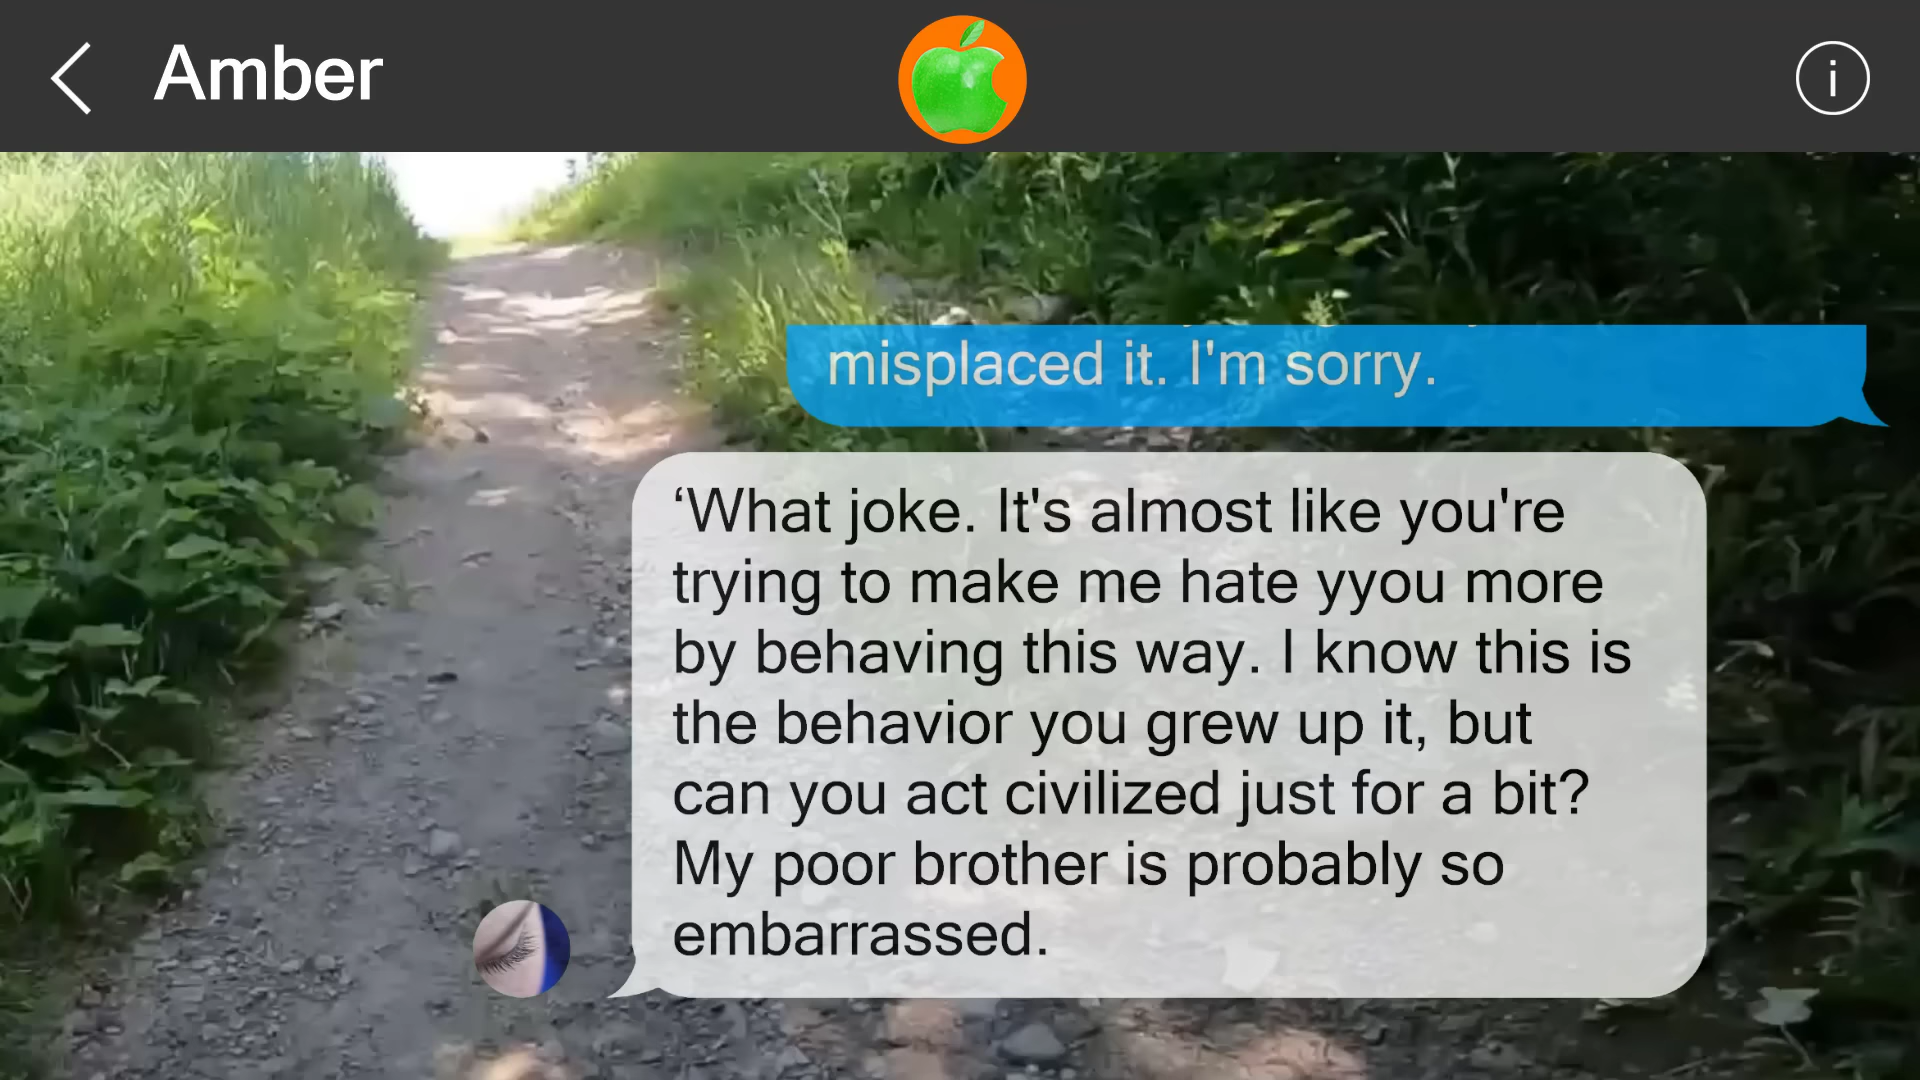 Amber
i
misplaced it. I'm sorry.
‘What joke. It's almost like you're
trying to make me hate yyou more
by behaving this way. I know this is
the behavior you grew up it, but
can you act civilized just for a bit?
My poor brother is probably so
embarrassed.